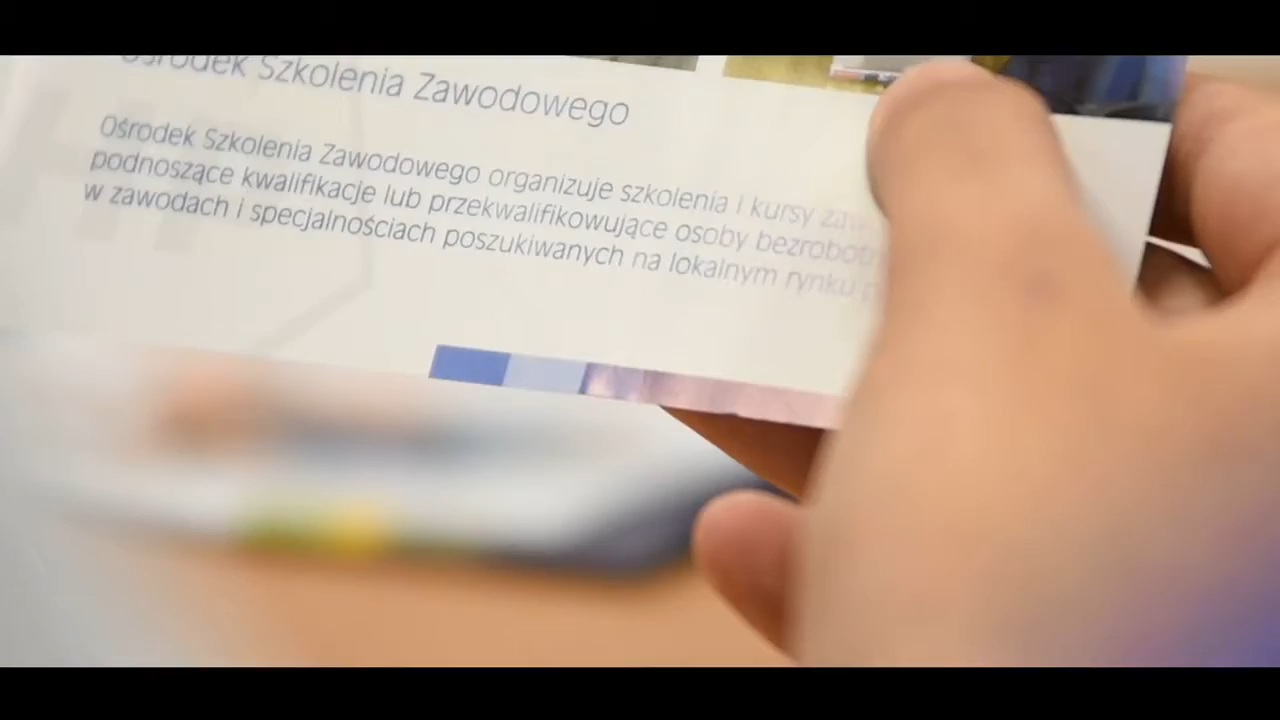 Ośrodek Szkolenia Zawodowego
Ośrodek Szkolenia Zawodowego organizuje szkolenia i kursy
podnoszące kwalifikacje lub przekwalifikowujące osoby
w zawodach i specjalnościach poszukiwanych na lokalnym rynku